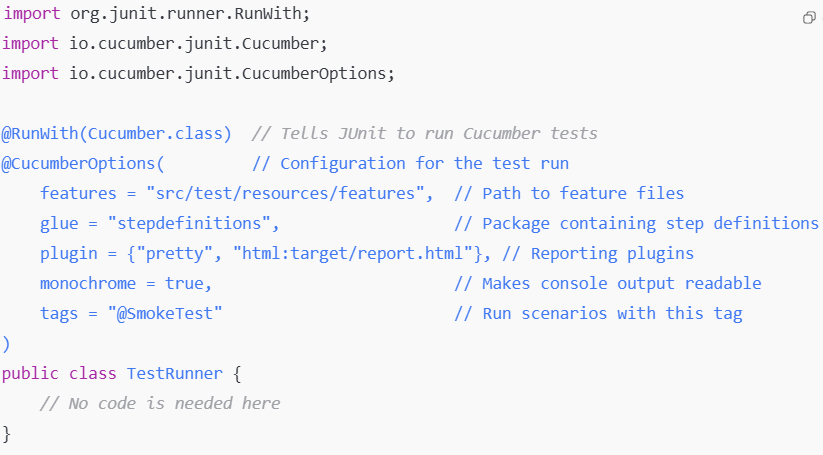 import org.junit.runner.RunWith;
import io.cucumber.junit.Cucumber;
import io.cucumber.junit.CucumberOptions;

@RunWith(Cucumber.class)  // Tells JUnit to run Cucumber tests
@CucumberOptions(         // Configuration for the test run
    features = "src/test/resources/features",  // Path to feature files
    glue = "stepdefinitions",                  // Package containing step definitions
    plugin = {"pretty", "html:target/report.html"}, // Reporting plugins
    monochrome = true,                         // Makes console output readable
    tags = "@SmokeTest"                        // Run scenarios with this tag
)
public class TestRunner {
    // No code is needed here
}